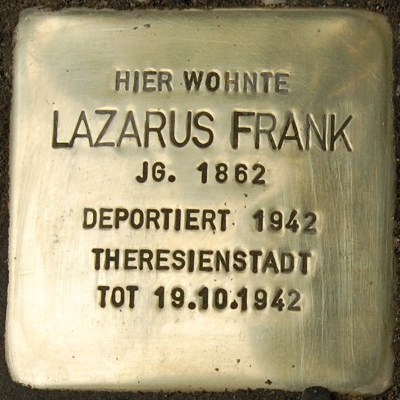 HIER WOHNTE
LAZARUS FRANK
JG. 1862
DEPORTIERT 1942
THERESIENSTADT
TOT 19.10.1942